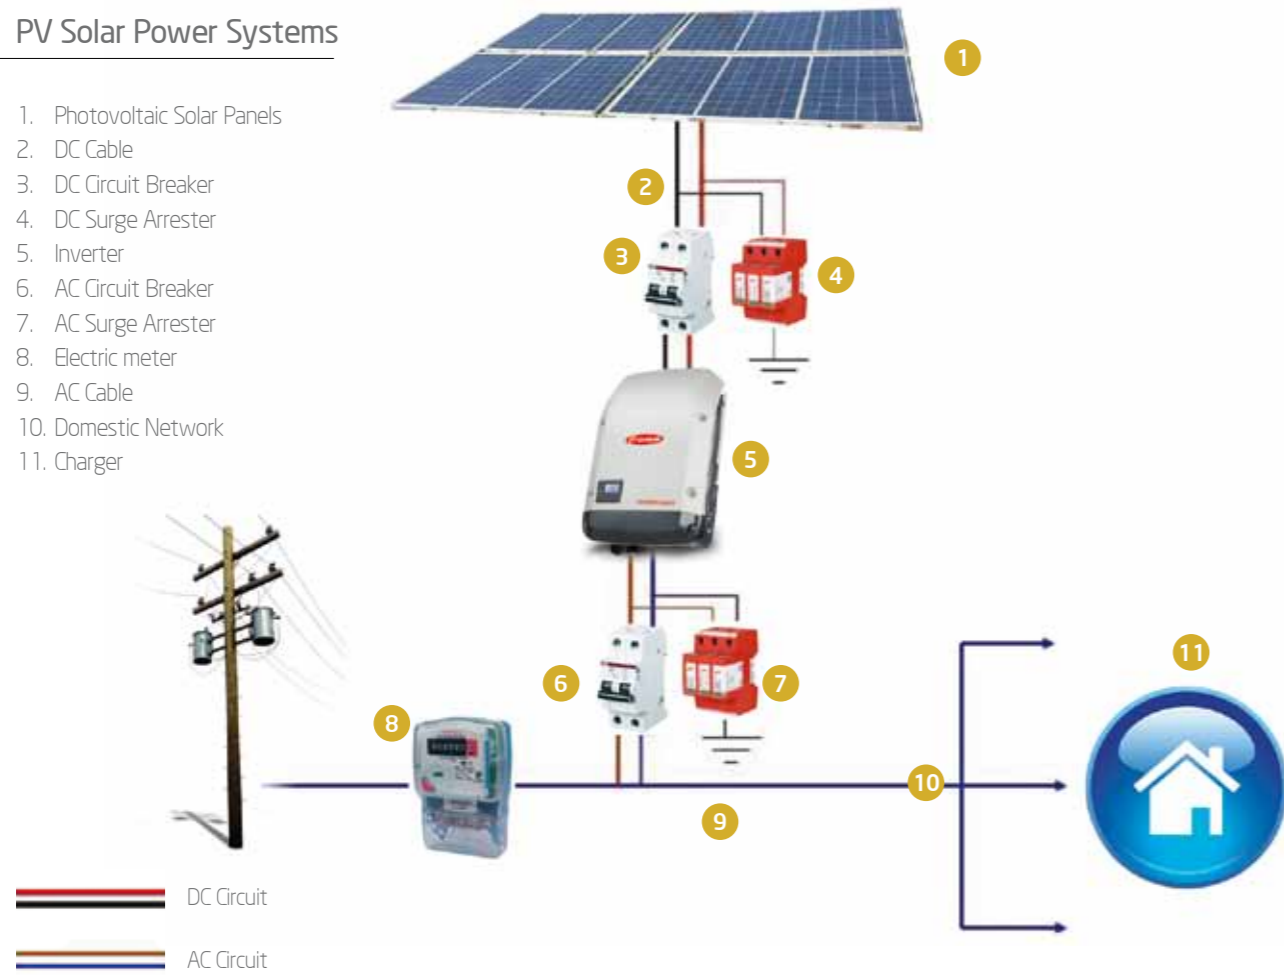 PV Solar Power Systems
1. Photovoltaic Solar Panels
2. DC Cable
3. DC Circuit Breaker
4. DC Surge Arrester
5. Inverter
6. AC Circuit Breaker
7. AC Surge Arrester
8. Electric meter
9. AC Cable
10. Domestic Network
11. Charger
1
2
3
4
5
6
7
8
9
10
11
DC Circuit
AC Circuit